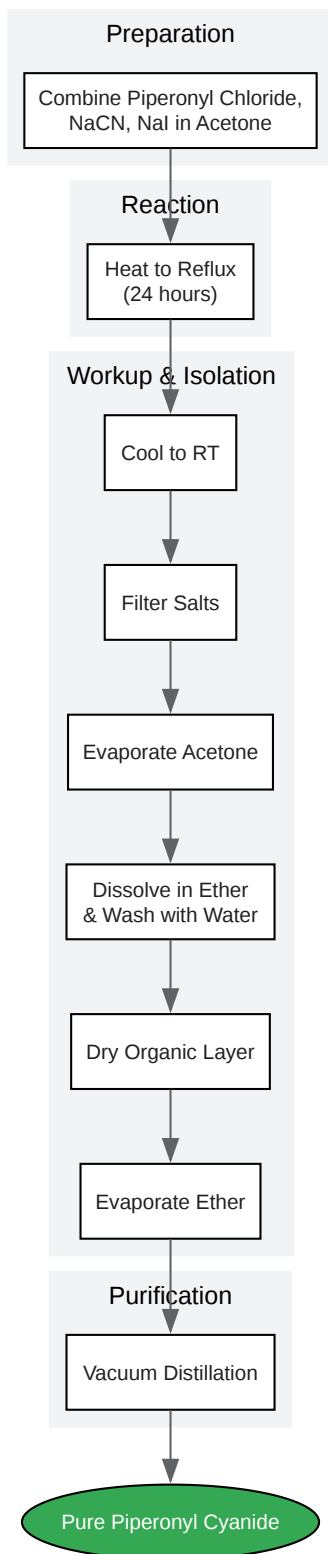 Preparation
Combine Piperonyl Chloride,
NaCN, NaI in Acetone
Reaction
Heat to Reflux
(24 hours)
Workup & Isolation
Cool to RT
Filter Salts
Evaporate Acetone
Dissolve in Ether
& Wash with Water
Dry Organic Layer
Evaporate Ether
Purification
Vacuum Distillation
Pure Piperonyl Cyanide